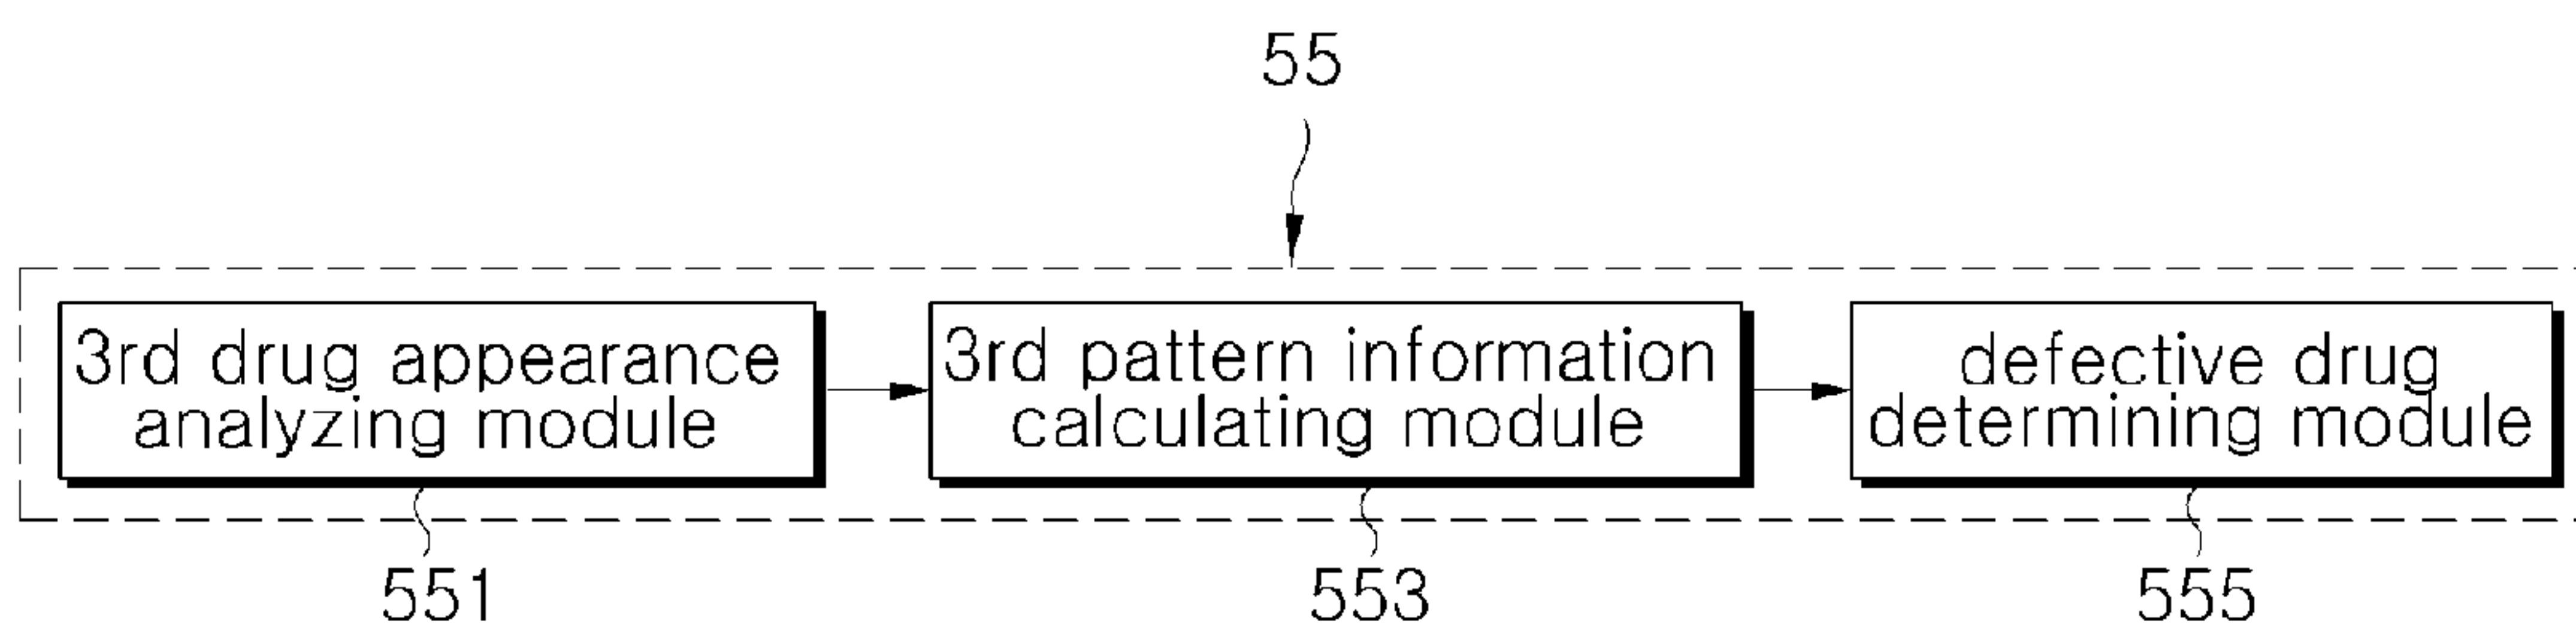 55
3rd drug appearance
analyzing module
3rd pattern information
calculating module
defective drug
determining module
551
553
555